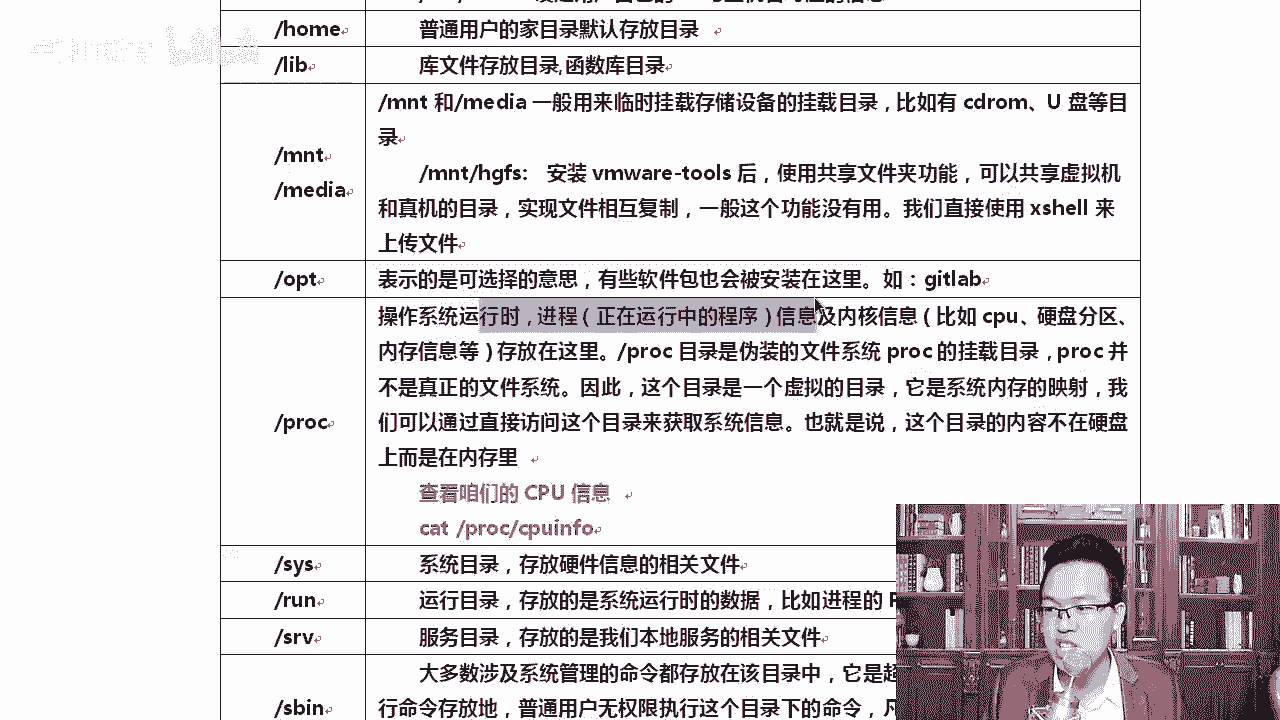 /home
普通用户的家目录默认存放目录
/lib
库文件存放目录,函数库目录
/mnt
/media
/mnt 和/media 一般用来临时挂载存储设备的挂载目录，比如有 cdrom、U 盘等目
录
/mnt/hgfs: 安装 vmware-tools 后，使用共享文件夹功能，可以共享虚拟机
和真机的目录，实现文件相互复制，一般这个功能没有用。我们直接使用 xshell 来
上传文件
/opt
表示的是可选择的意思，有些软件包也会被安装在这里。如：gitlab
/proc
操作系统运行时，进程（正在运行中的程序）信息及内核信息（比如 cpu、硬盘分区、
内存信息等）存放在这里。/proc 目录是伪装的文件系统 proc 的挂载目录，proc 并
不是真正的文件系统。因此，这个目录是一个虚拟的目录，它是系统内存的映射，我
们可以通过直接访问这个目录来获取系统信息。也就是说，这个目录的内容不在硬盘
上而是在内存里
查看咱们的 CPU 信息
cat /proc/cpuinfo
/sys
系统目录，存放硬件信息的相关文件
/run
运行目录，存放的是系统运行时的数据，比如进程的
/srv
服务目录，存放的是我们本地服务的相关文件
/sbin
大多数涉及系统管理的命令都存放在该目录中，它是
行命令存放地，普通用户无权限执行这个目录下的命令，